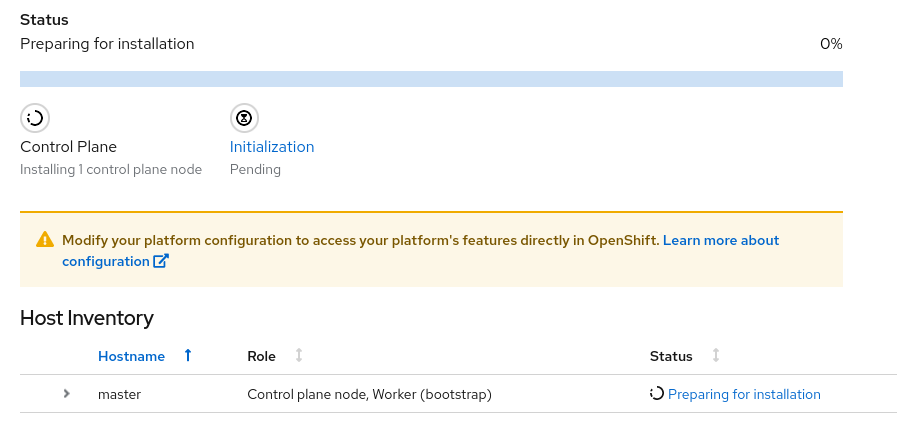 Status
Preparing for installation 0%
Control Plane Initialization
Installing 1 control plane node Pending
Modify your platform configuration to access your platform's features directly in OpenShift. Learn more about
configuration
Host Inventory
Hostname Role Status
master Control plane node, Worker (bootstrap) Preparing for installation